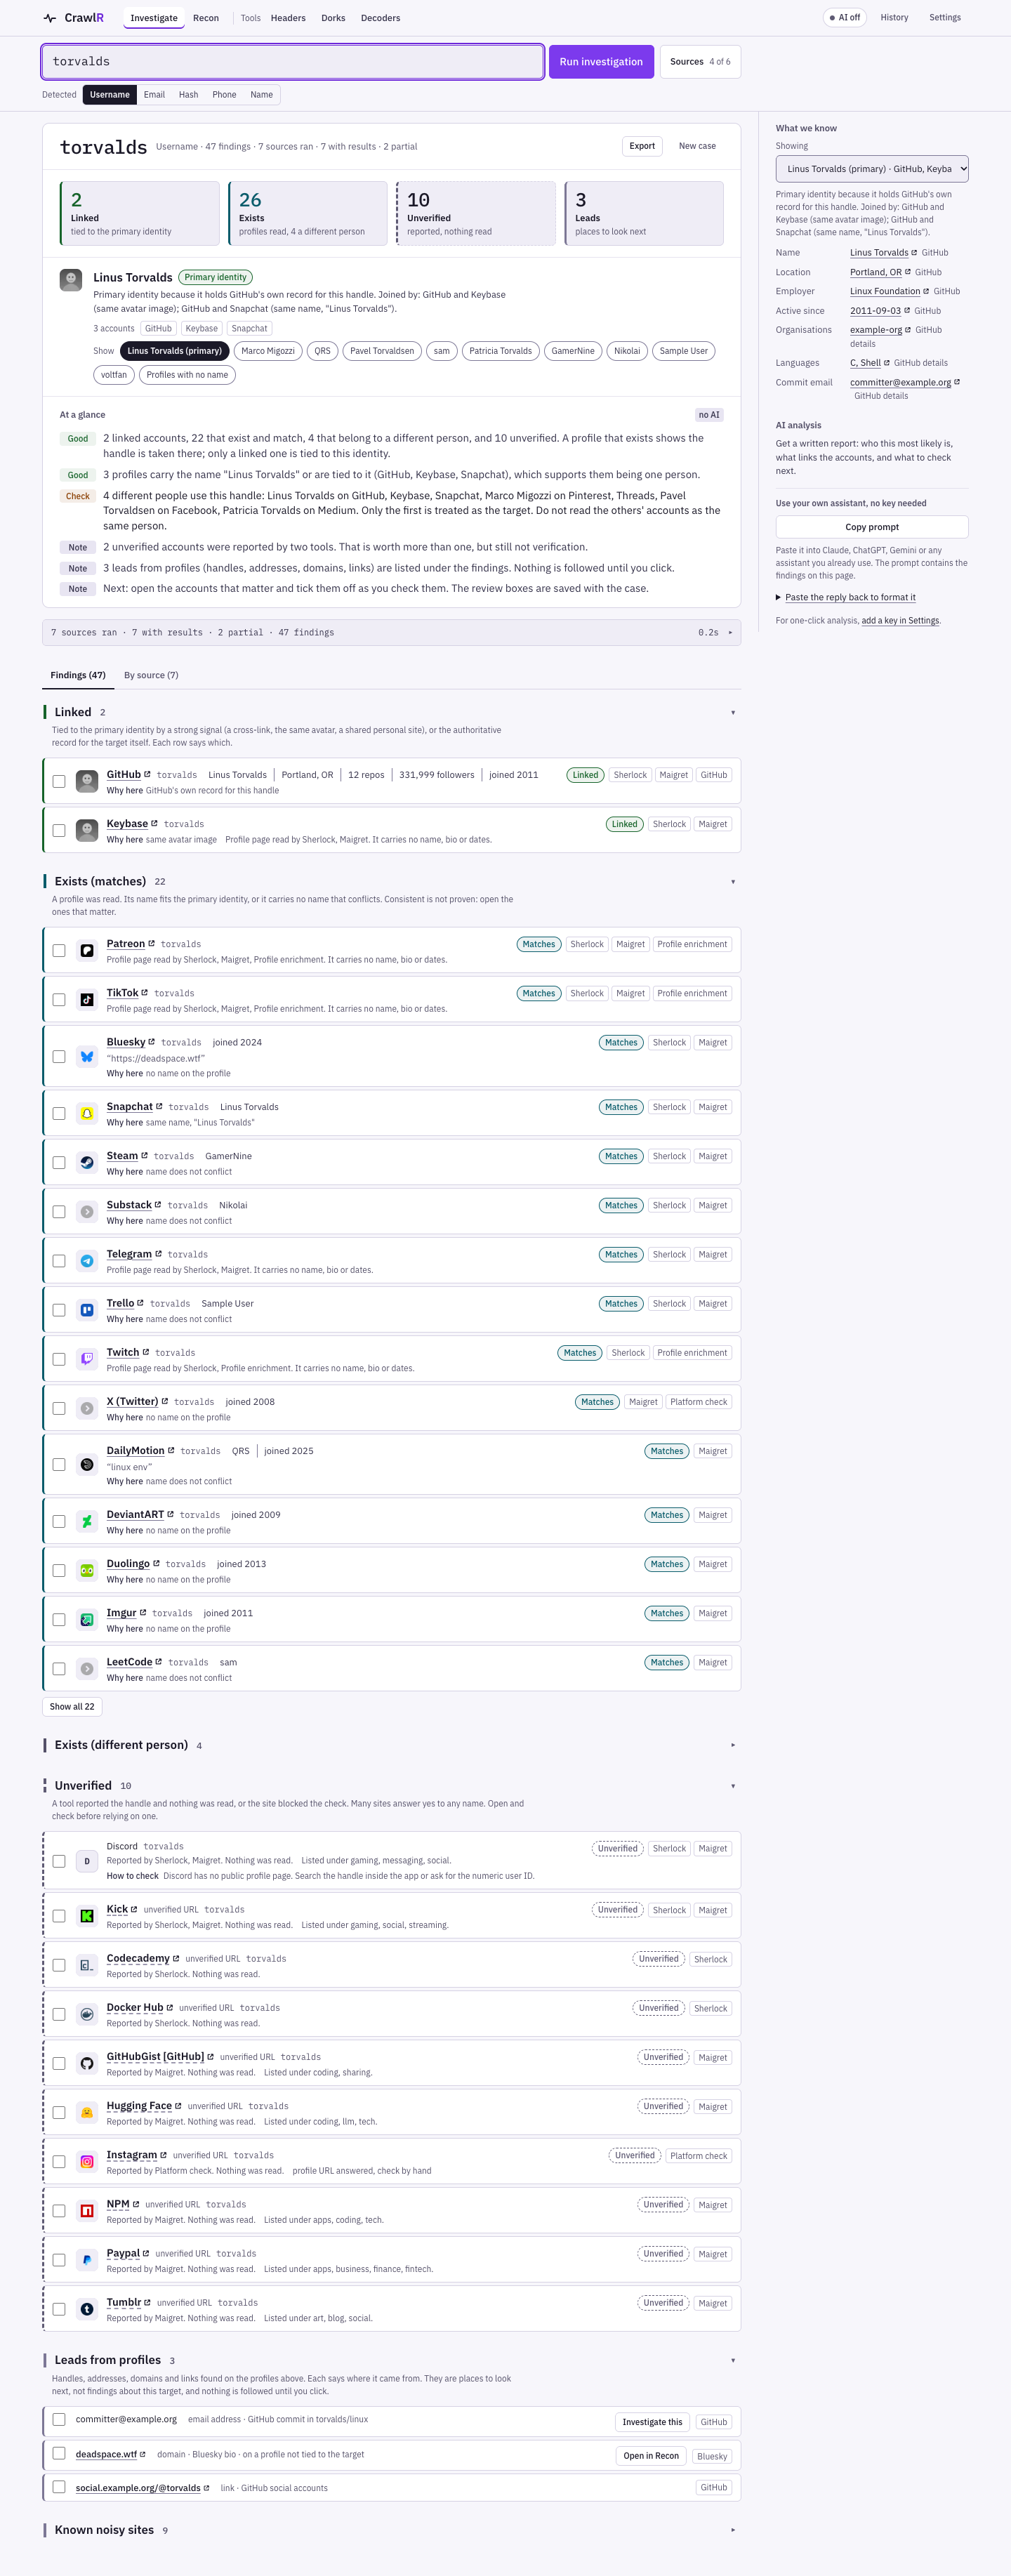 CrawlR Investigate Recon Tools Headers Dorks Decoders AI off History Settings
torvalds Run investigation Sources 4 of 6
Detected Username Email Hash Phone Name
torvalds Username · 47 findings · 7 sources ran · 7 with results · 2 partial Export New case
2
Linked
tied to the primary identity
26
Exists
profiles read, 4 a different person
10
Unverified
reported, nothing read
3
Leads
places to look next
Linus Torvalds Primary identity
Primary identity because it holds GitHub's own record for this handle. Joined by: GitHub and Keybase
(same avatar image); GitHub and Snapchat (same name, "Linus Torvalds").
3 accounts GitHub Keybase Snapchat
Show Linus Torvalds (primary) Marco Migozzi QRS Pavel Torvaldsen sam Patricia Torvalds GamerNine Nikolai Sample User
voltfan Profiles with no name
At a glance no AI
Good 2 linked accounts, 22 that exist and match, 4 that belong to a different person, and 10 unverified. A profile that exists shows the
handle is taken there; only a linked one is tied to this identity.
Good 3 profiles carry the name "Linus Torvalds" or are tied to it (GitHub, Keybase, Snapchat), which supports them being one person.
Check 4 different people use this handle: Linus Torvalds on GitHub, Keybase, Snapchat, Marco Migozzi on Pinterest, Threads, Pavel
Torvaldsen on Facebook, Patricia Torvalds on Medium. Only the first is treated as the target. Do not read the others' accounts as the
same person.
Note 2 unverified accounts were reported by two tools. That is worth more than one, but still not verification.
Note 3 leads from profiles (handles, addresses, domains, links) are listed under the findings. Nothing is followed until you click.
Note Next: open the accounts that matter and tick them off as you check them. The review boxes are saved with the case.
7 sources ran · 7 with results · 2 partial · 47 findings 0.2s
Findings (47) By source (7)
Linked 2
Tied to the primary identity by a strong signal (a cross-link, the same avatar, a shared personal site), or the authoritative
record for the target itself. Each row says which.
GitHub torvalds Linus Torvalds Portland, OR 12 repos 331,999 followers joined 2011 Linked Sherlock Maigret GitHub
Why here GitHub's own record for this handle
Keybase torvalds Linked Sherlock Maigret
Why here same avatar image Profile page read by Sherlock, Maigret. It carries no name, bio or dates.
Exists (matches) 22
A profile was read. Its name fits the primary identity, or it carries no name that conflicts. Consistent is not proven: open the
ones that matter.
Patreon torvalds Matches Sherlock Maigret Profile enrichment
Profile page read by Sherlock, Maigret, Profile enrichment. It carries no name, bio or dates.
TikTok torvalds Matches Sherlock Maigret Profile enrichment
Profile page read by Sherlock, Maigret, Profile enrichment. It carries no name, bio or dates.
Bluesky torvalds joined 2024 Matches Sherlock Maigret
“https://deadspace.wtf”
Why here no name on the profile
Snapchat torvalds Linus Torvalds Matches Sherlock Maigret
Why here same name, "Linus Torvalds"
Steam torvalds GamerNine Matches Sherlock Maigret
Why here name does not conflict
Substack torvalds Nikolai Matches Sherlock Maigret
Why here name does not conflict
Telegram torvalds Matches Sherlock Maigret
Profile page read by Sherlock, Maigret. It carries no name, bio or dates.
Trello torvalds Sample User Matches Sherlock Maigret
Why here name does not conflict
Twitch torvalds Matches Sherlock Profile enrichment
Profile page read by Sherlock, Profile enrichment. It carries no name, bio or dates.
X (Twitter) torvalds joined 2008 Matches Maigret Platform check
Why here no name on the profile
DailyMotion torvalds QRS joined 2025 Matches Maigret
“linux env”
Why here name does not conflict
DeviantART torvalds joined 2009 Matches Maigret
Why here no name on the profile
Duolingo torvalds joined 2013 Matches Maigret
Why here no name on the profile
Imgur torvalds joined 2011 Matches Maigret
Why here no name on the profile
LeetCode torvalds sam Matches Maigret
Why here name does not conflict
Show all 22
Exists (different person) 4
Unverified 10
A tool reported the handle and nothing was read, or the site blocked the check. Many sites answer yes to any name. Open and
check before relying on one.
D Discord torvalds Unverified Sherlock Maigret
Reported by Sherlock, Maigret. Nothing was read. Listed under gaming, messaging, social.
How to check Discord has no public profile page. Search the handle inside the app or ask for the numeric user ID.
Kick unverified URL torvalds Unverified Sherlock Maigret
Reported by Sherlock, Maigret. Nothing was read. Listed under gaming, social, streaming.
Codecademy unverified URL torvalds Unverified Sherlock
Reported by Sherlock. Nothing was read.
Docker Hub unverified URL torvalds Unverified Sherlock
Reported by Sherlock. Nothing was read.
GitHubGist [GitHub] unverified URL torvalds Unverified Maigret
Reported by Maigret. Nothing was read. Listed under coding, sharing.
Hugging Face unverified URL torvalds Unverified Maigret
Reported by Maigret. Nothing was read. Listed under coding, llm, tech.
Instagram unverified URL torvalds Unverified Platform check
Reported by Platform check. Nothing was read. profile URL answered, check by hand
NPM unverified URL torvalds Unverified Maigret
Reported by Maigret. Nothing was read. Listed under apps, coding, tech.
Paypal unverified URL torvalds Unverified Maigret
Reported by Maigret. Nothing was read. Listed under apps, business, finance, fintech.
Tumblr unverified URL torvalds Unverified Maigret
Reported by Maigret. Nothing was read. Listed under art, blog, social.
Leads from profiles 3
Handles, addresses, domains and links found on the profiles above. Each says where it came from. They are places to look
next, not findings about this target, and nothing is followed until you click.
committer@example.org email address · GitHub commit in torvalds/linux Investigate this GitHub
deadspace.wtf domain · Bluesky bio · on a profile not tied to the target Open in Recon Bluesky
social.example.org/@torvalds link · GitHub social accounts GitHub
Known noisy sites 9
What we know
Showing
Linus Torvalds (primary) · GitHub, Keyba
Primary identity because it holds GitHub's own
record for this handle. Joined by: GitHub and
Keybase (same avatar image); GitHub and
Snapchat (same name, "Linus Torvalds").
Name Linus Torvalds GitHub
Location Portland, OR GitHub
Employer Linux Foundation GitHub
Active since 2011-09-03 GitHub
Organisations example-org GitHub
details
Languages C, Shell GitHub details
Commit email committer@example.org
GitHub details
AI analysis
Get a written report: who this most likely is,
what links the accounts, and what to check
next.
Use your own assistant, no key needed
Copy prompt
Paste it into Claude, ChatGPT, Gemini or any
assistant you already use. The prompt contains the
findings on this page.
Paste the reply back to format it
For one-click analysis, add a key in Settings.